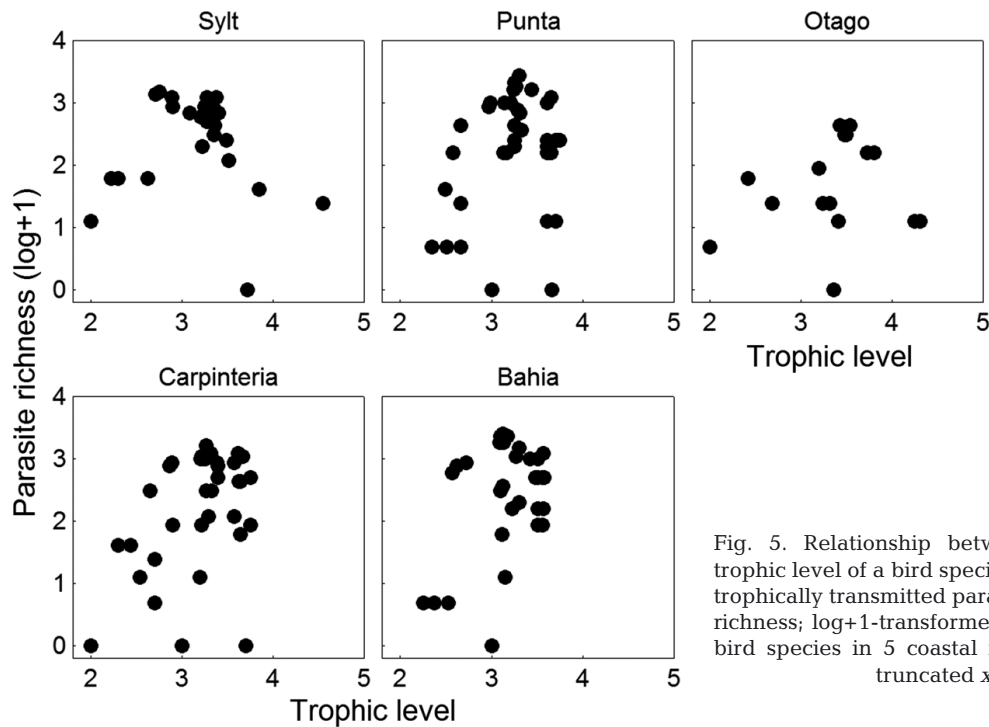 Sylt
Punta
Otago
Parasite richness (log+1)
4
3
2
1
0
2 3 4 5
2 3 4 5
2 3 4 5
Trophic level
Carpinteria
Bahia
4
3
2
1
0
2 3 4 5
2 3 4 5
Trophic level
Fig. 5. Relationship betw
trophic level of a bird speci
trophically transmitted para
richness; log+1-transforme
bird species in 5 coastal
truncated x